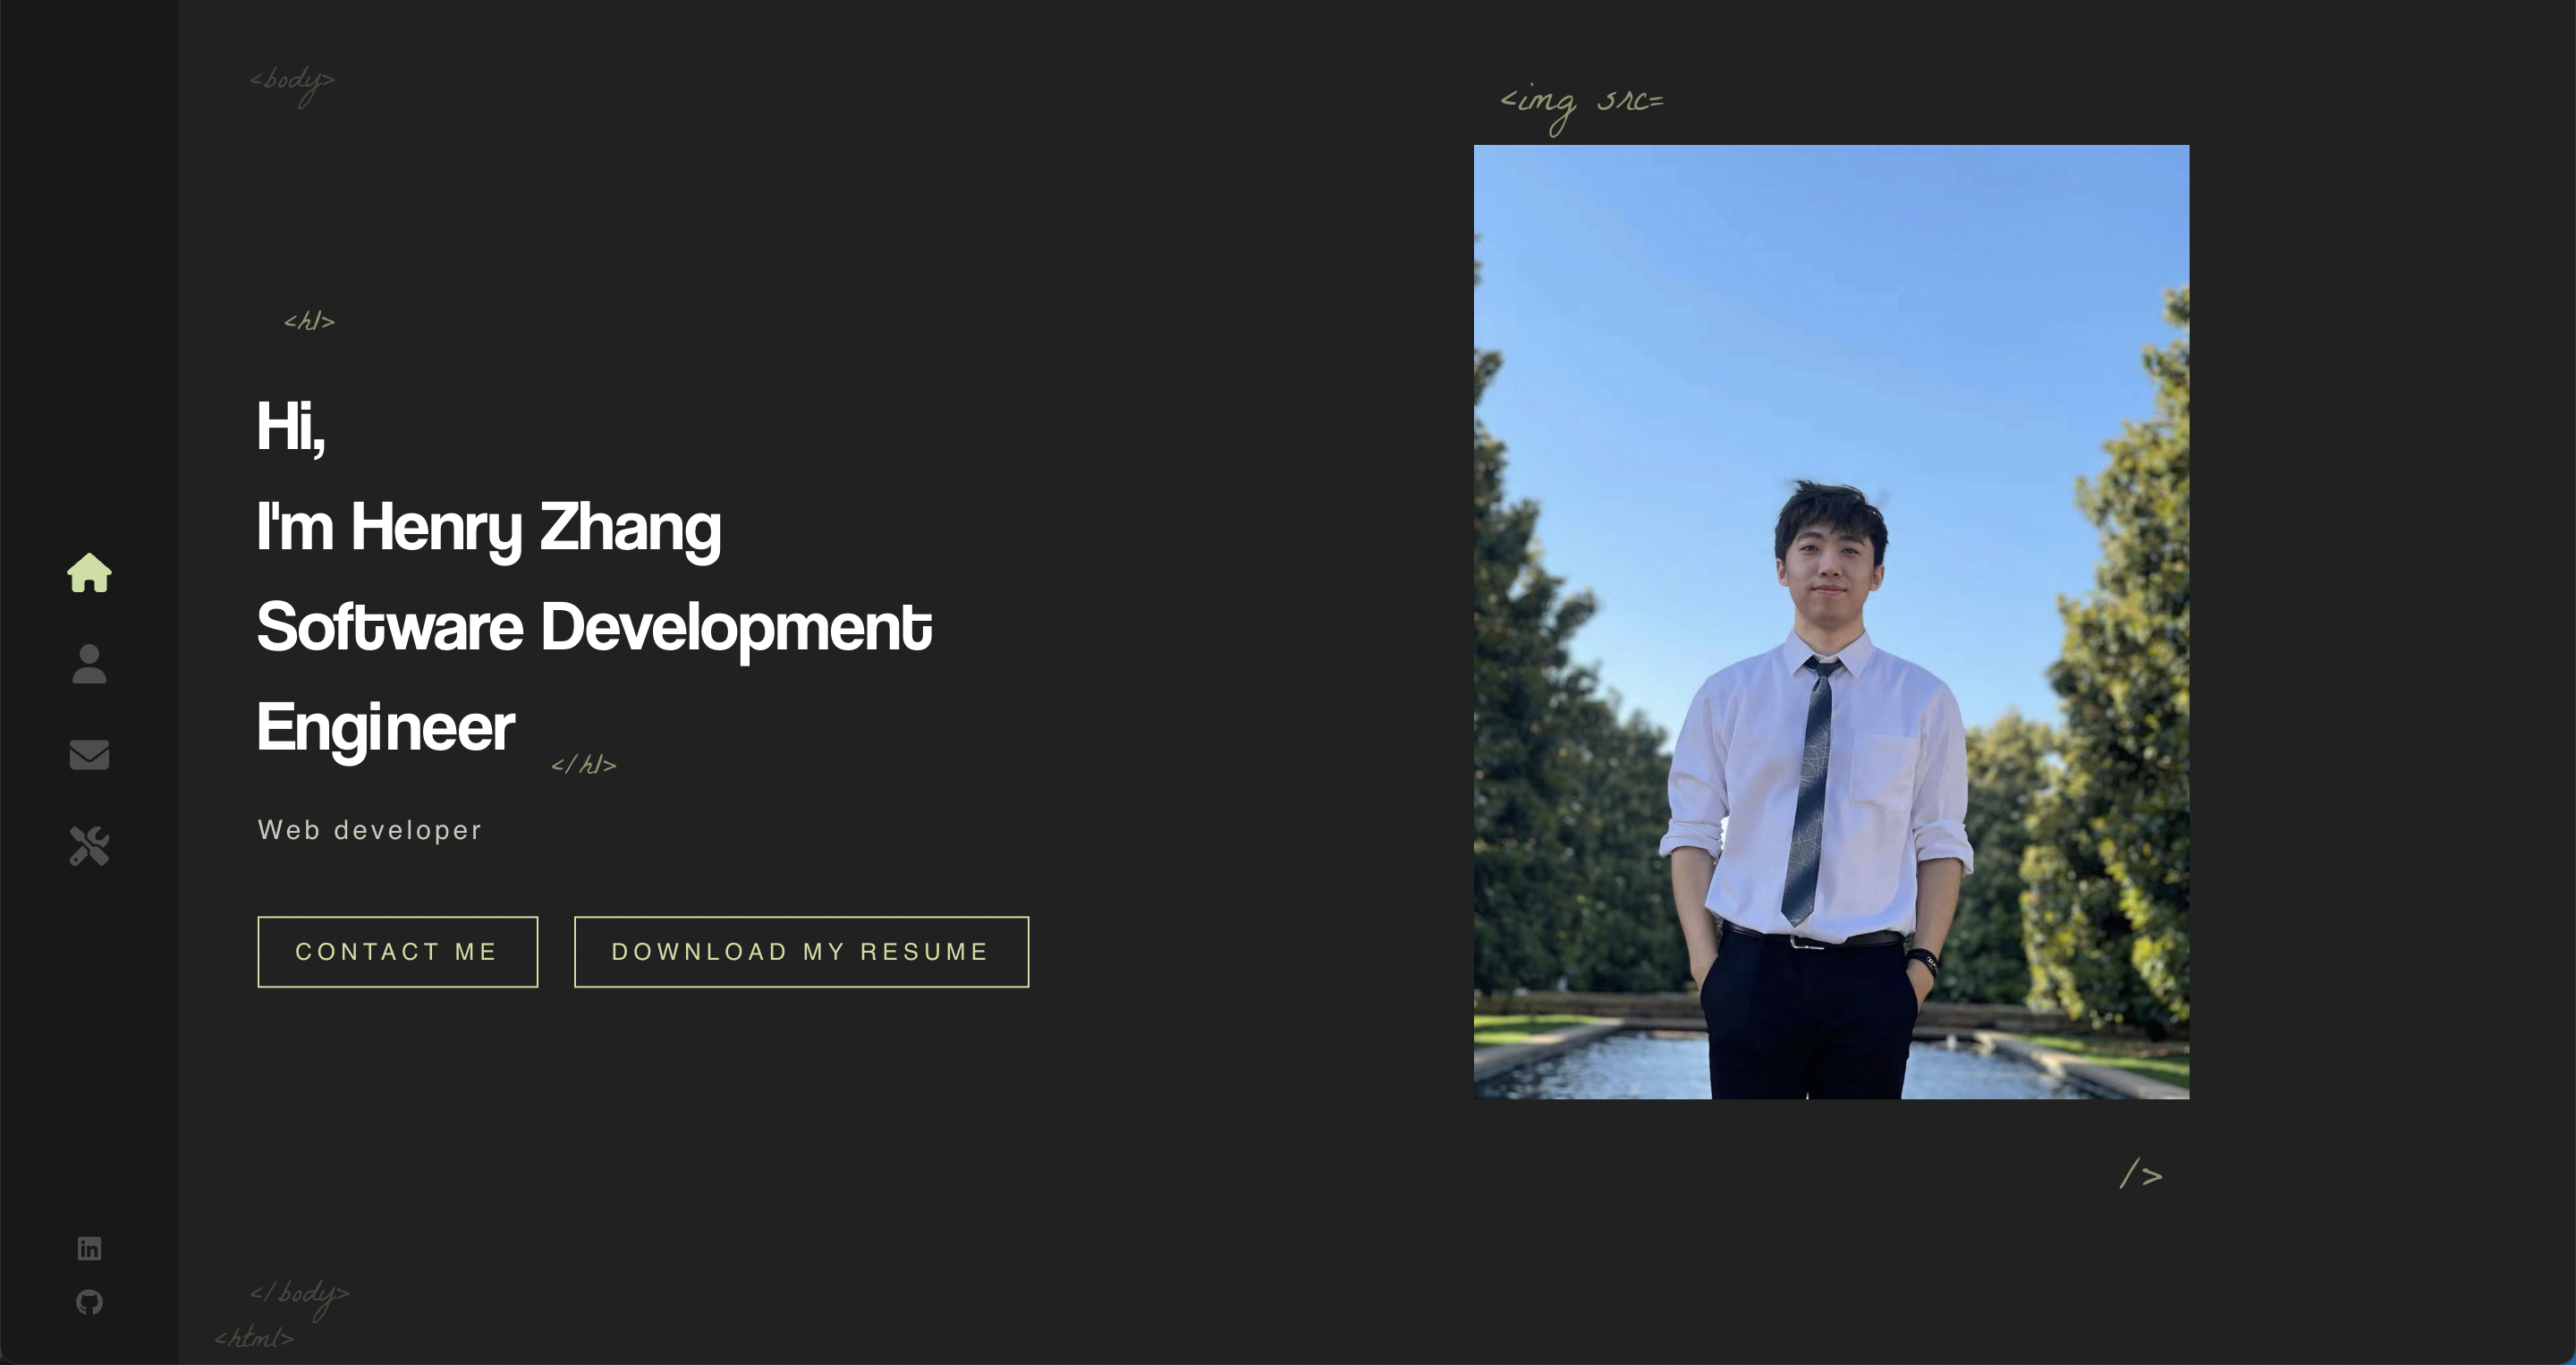 <body>
<img src=
<h1>
Hi,
I'm Henry Zhang
Software Development
Engineer
</h1>
Web developer
CONTACT ME
DOWNLOAD MY RESUME
/>
in
</body>
<html>